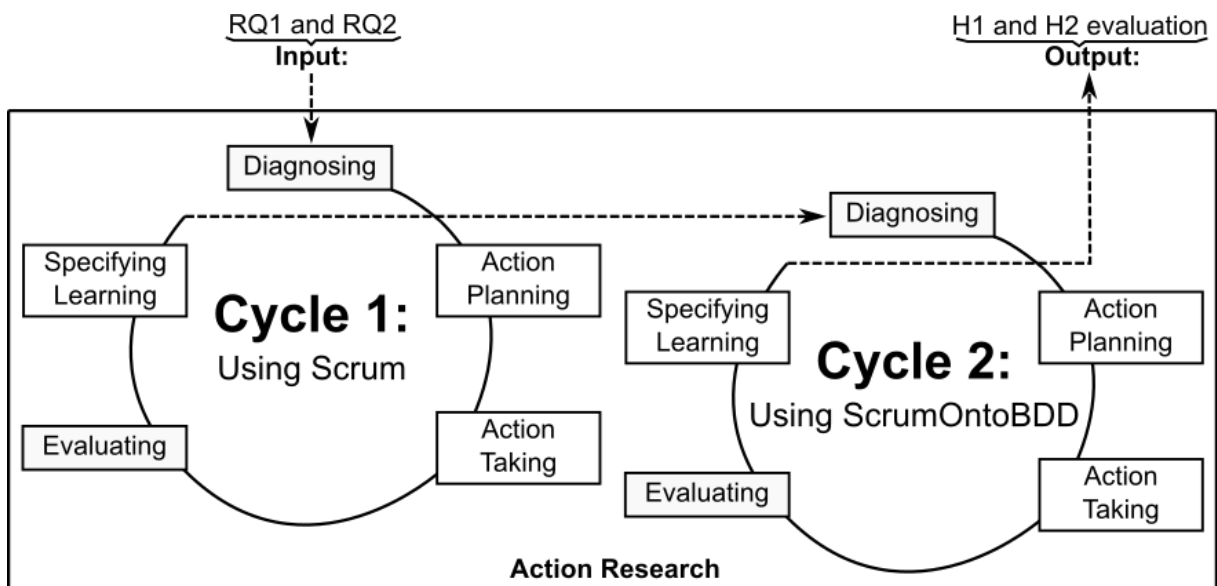 RQ1 and RQ2
Input:
H1 and H2 evaluation
Output:
Diagnosing
Specifying
Learning
Action
Planning
Cycle 1:
Using Scrum
Evaluating
Action
Taking
Diagnosing
Specifying
Learning
Action
Planning
Cycle 2:
Using ScrumOntoBDD
Evaluating
Action
Taking
Action Research